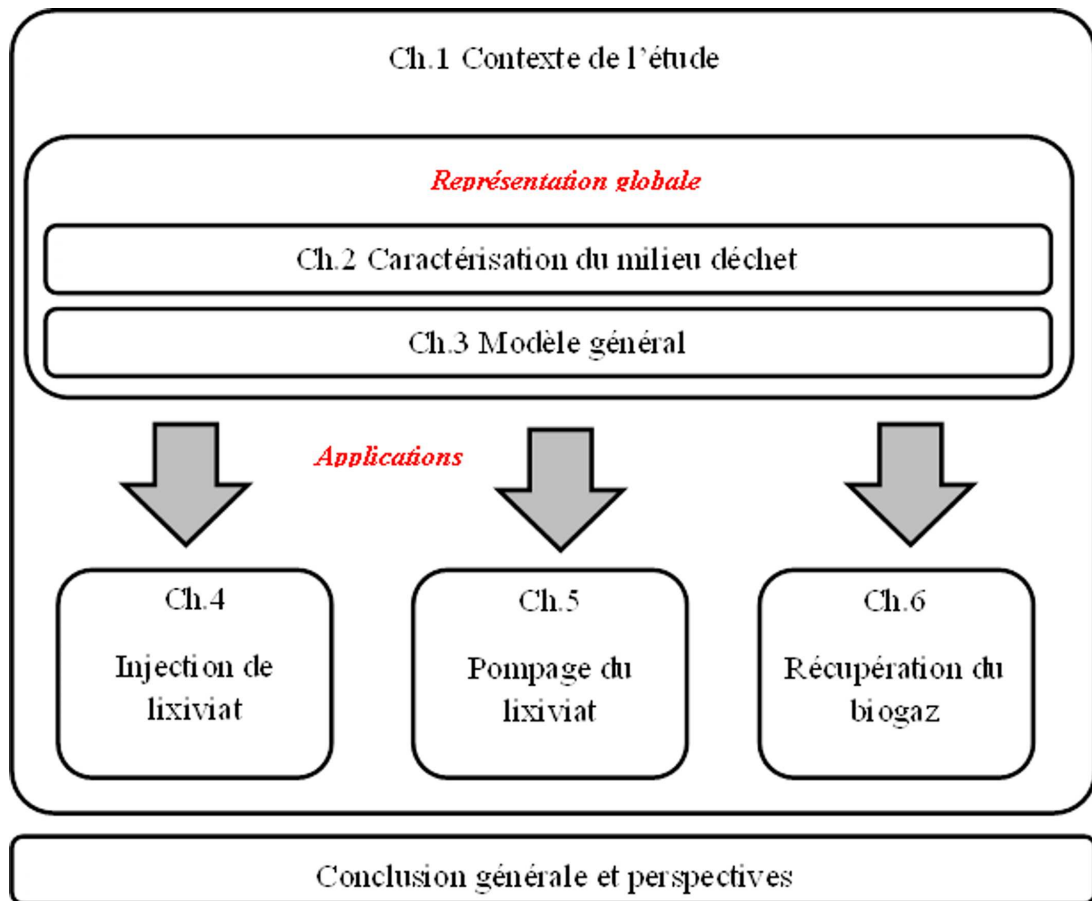 Ch.1 Contexte de l'étude
Représentation globale
Ch.2 Caractérisation du milieu déchet
Ch.3 Modèle général
Applications
Ch.4
Injection de
lixiviat
Ch.5
Pompage du
lixiviat
Ch.6
Récupération du
biogaz
Conclusion générale et perspectives